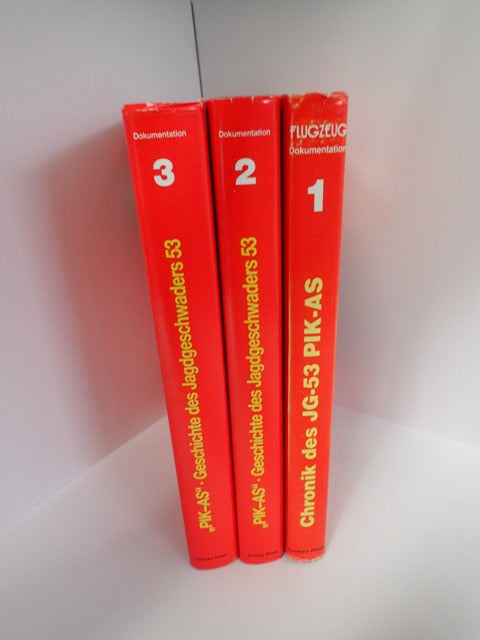 Dokumentation
3
„PIK-AS“ · Geschichte des Jagdgeschwaders 53
Dokumentation
2
„PIK-AS“ · Geschichte des Jagdgeschwaders 53
FLUGZEUG
Dokumentation
1
Chronik des JG-53 PIK-AS